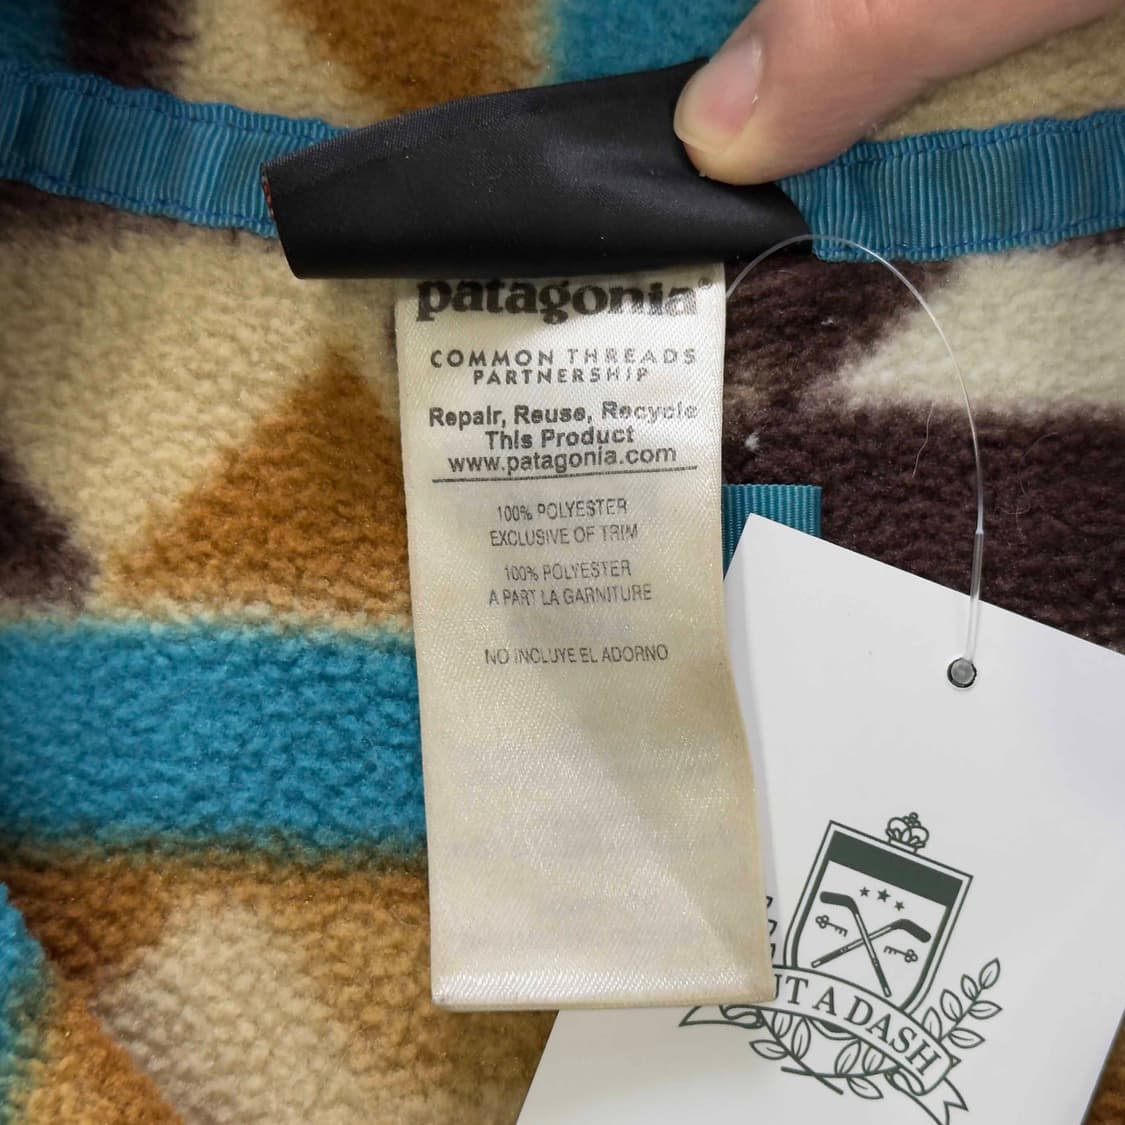 patagonia®
COMMON THREADS
PARTNERSHIP
Repair, Reuse, Recycle
This Product
www.patagonia.com
100% POLYESTER
EXCLUSIVE OF TRIM
100% POLYESTER
A PART LA GARNITURE
NO INCLUYE EL ADORNO
A DASH